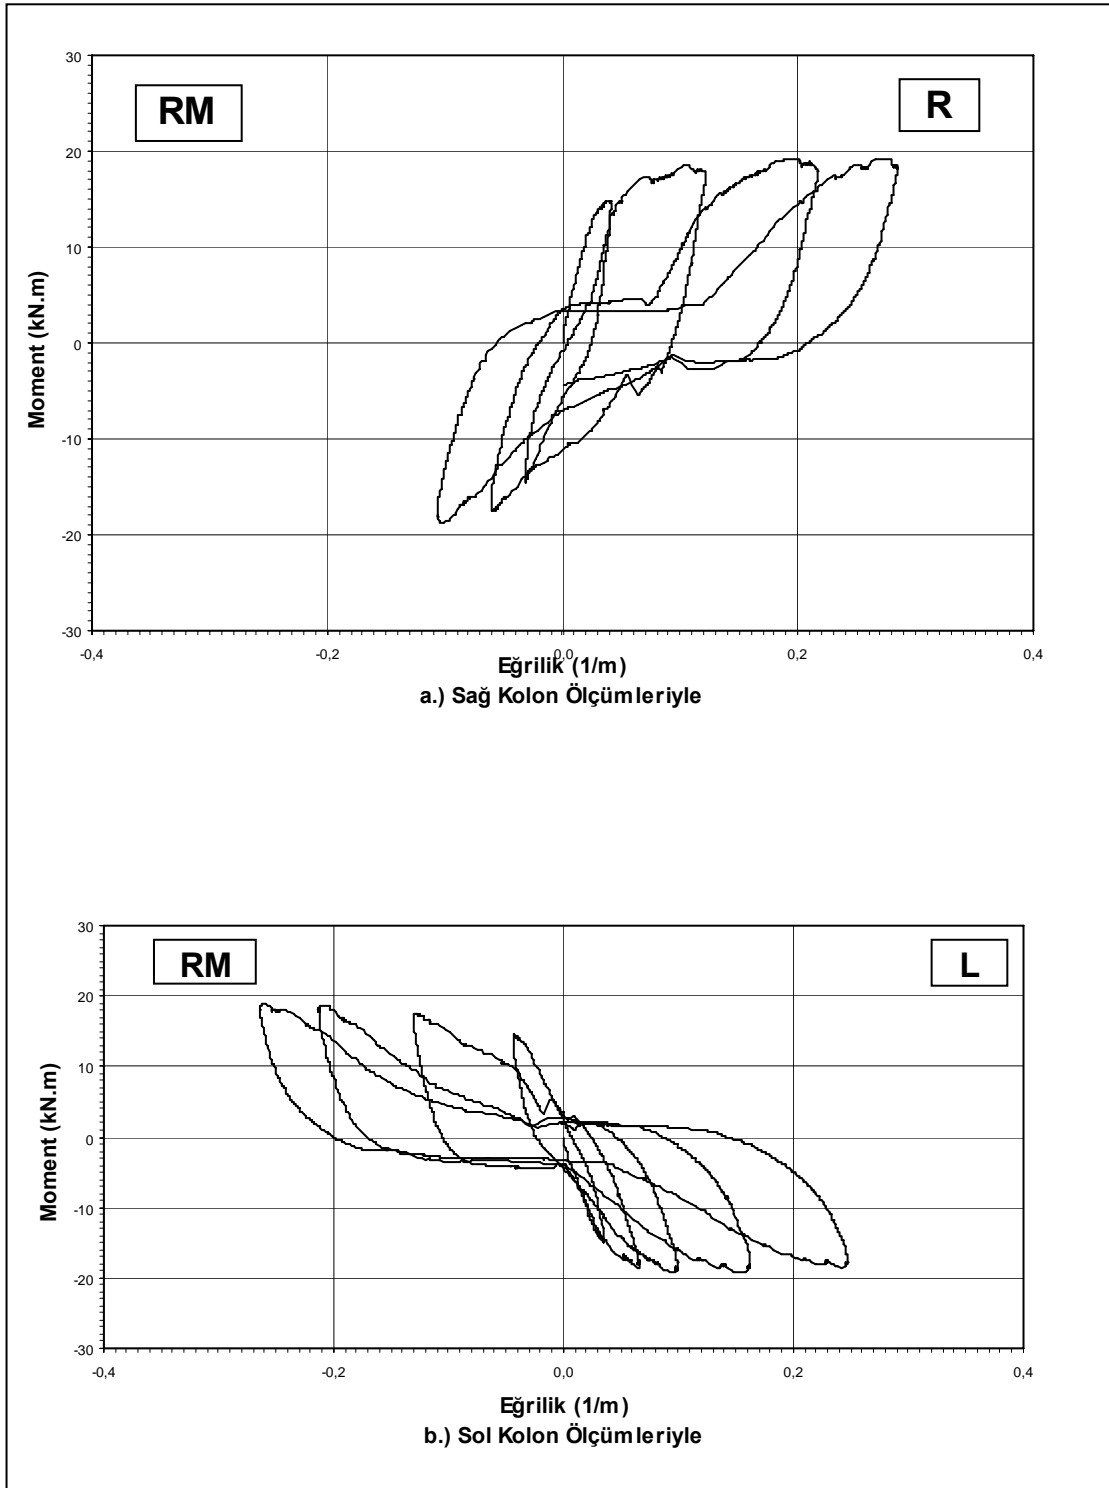 30
RM
R
20
10
Moment (kN.m)
0
-10
-20
-30
-0,4
-0,2
0,0
0,2
0,4
Eğrilik (1/m)
a.) Sağ Kolon Ölçümleriyle
30
RM
L
20
10
Moment (kN.m)
0
-10
-20
-30
-0,4
-0,2
0,0
0,2
0,4
Eğrilik (1/m)
b.) Sol Kolon Ölçümleriyle